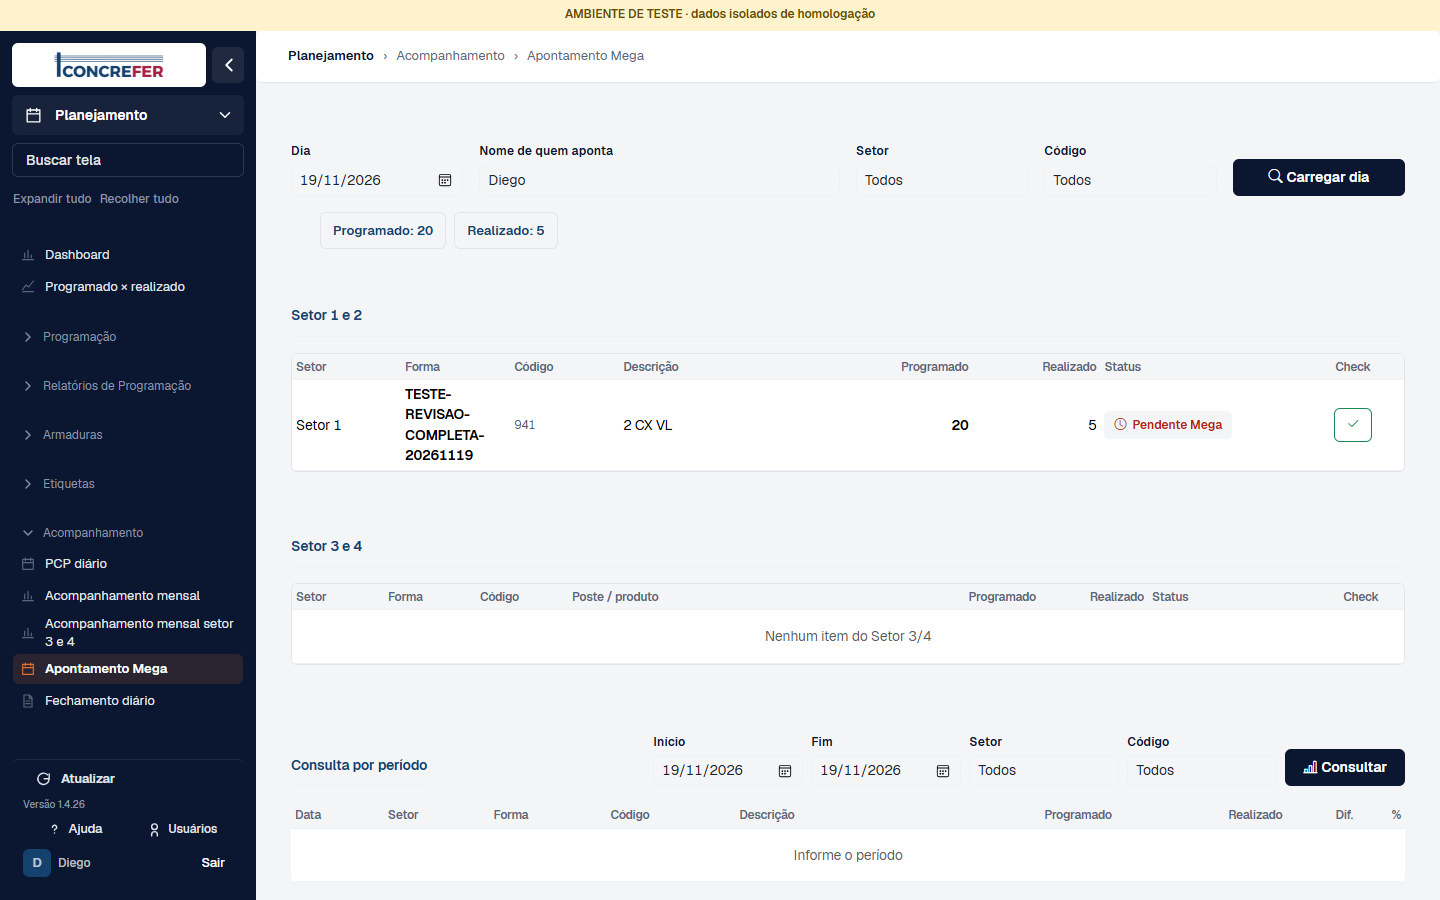 AMBIENTE DE TESTE · dados isolados de homologação
CONCREFER
Planejamento
Buscar tela
Expandir tudo Recolher tudo
Dashboard
Programado × realizado
Programação
Relatórios de Programação
Armaduras
Etiquetas
Acompanhamento
PCP diário
Acompanhamento mensal
Acompanhamento mensal setor
3 e 4
Apontamento Mega
Fechamento diário
Atualizar
Versão 1.4.26
? Ajuda Usuários
D Diego Sair
Planejamento › Acompanhamento › Apontamento Mega
Dia Nome de quem aponta Setor Código
19/11/2026 Diego Todos Todos Carregar dia
Programado: 20 Realizado: 5
Setor 1 e 2
Setor Forma Código Descrição Programado Realizado Status Check
Setor 1 TESTE-REVISAO-COMPLETA-20261119 941 2 CX VL 20 5 Pendente Mega
Setor 3 e 4
Setor Forma Código Poste / produto Programado Realizado Status Check
Nenhum item do Setor 3/4
Consulta por período
Início Fim Setor Código
19/11/2026 19/11/2026 Todos Todos Consultar
Data Setor Forma Código Descrição Programado Realizado Dif. %
Informe o período